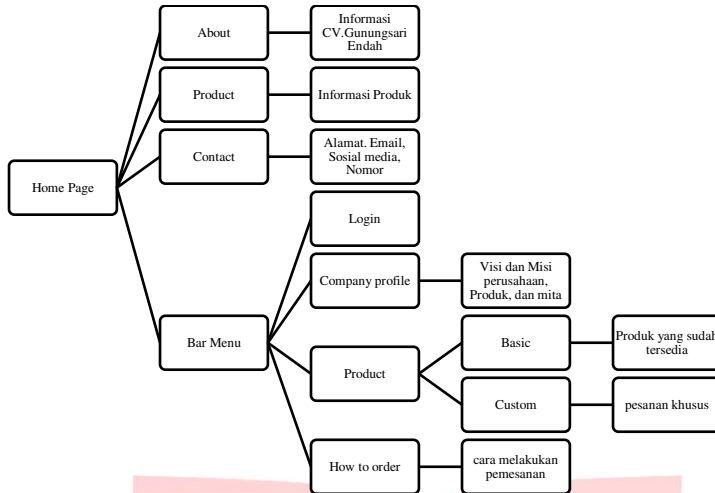 Home Page
About
Informasi
CV.Gunungsari
Endah
Product
Informasi Produk
Contact
Alamat. Email,
Sosial media,
Nomor
Bar Menu
Login
Company profile
Visi dan Misi
perusahaan,
Produk, dan mita
Product
Basic
Produk yang sudah
tersedia
Custom
pesanan khusus
How to order
cara melakukan
pemesanan